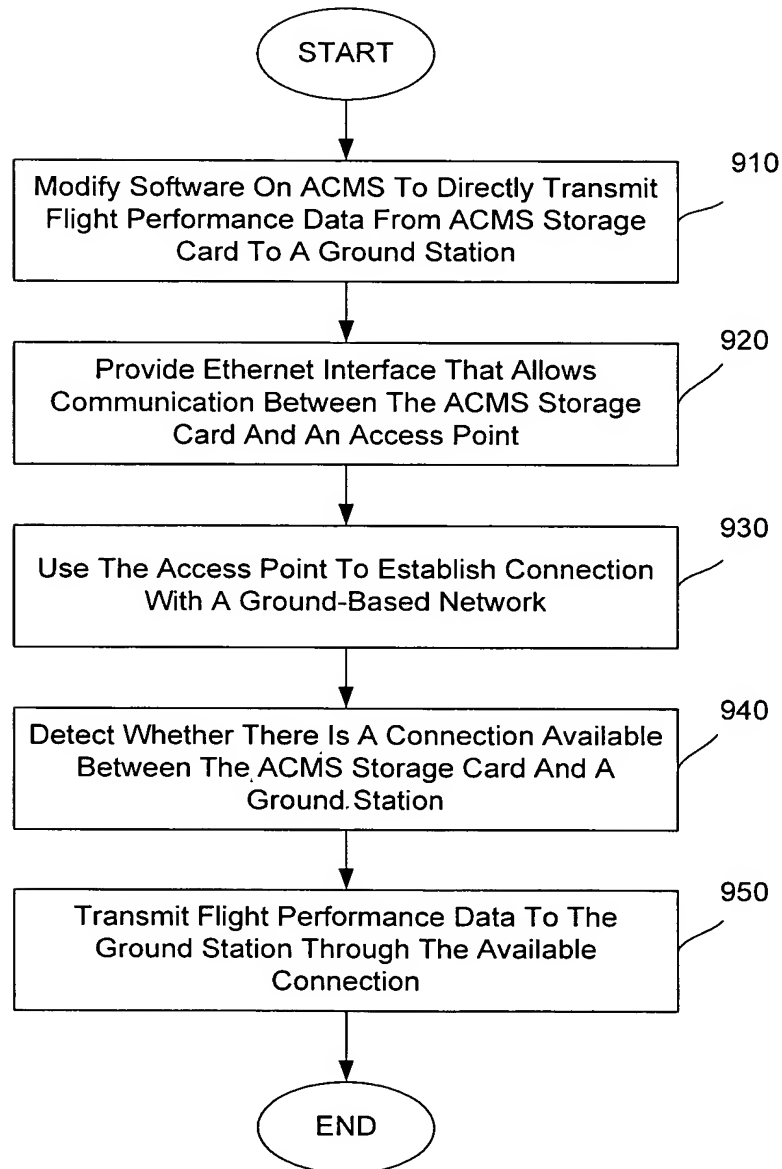 START
910
Modify Software On ACMS To Directly Transmit
Flight Performance Data From ACMS Storage
Card To A Ground Station
920
Provide Ethernet Interface That Allows
Communication Between The ACMS Storage
Card And An Access Point
930
Use The Access Point To Establish Connection
With A Ground-Based Network
940
Detect Whether There Is A Connection Available
Between The ACMS Storage Card And A
Ground Station
950
Transmit Flight Performance Data To The
Ground Station Through The Available
Connection
END